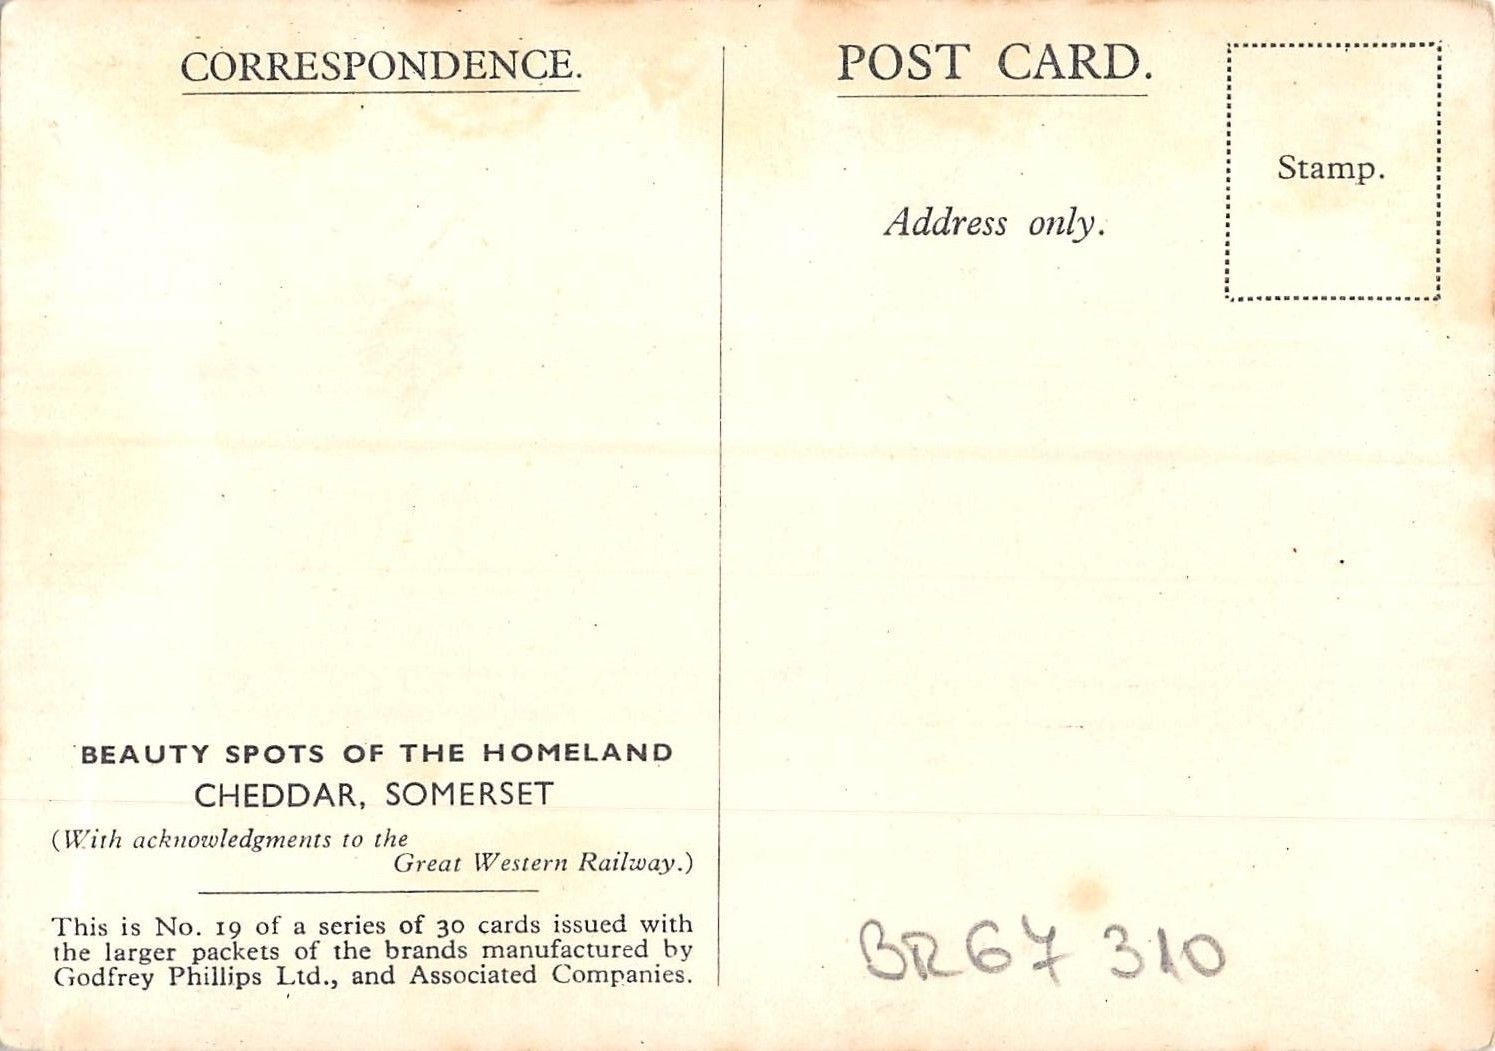 CORRESPONDENCE.
POST CARD.
Stamp.
Address only.
BEAUTY SPOTS OF THE HOMELAND
CHEDDAR, SOMERSET
(With acknowledgments to the
Great Western Railway.)
This is No. 19 of a series of 30 cards issued with
the larger packets of the brands manufactured by
Godfrey Phillips Ltd., and Associated Companies.
BR67 310